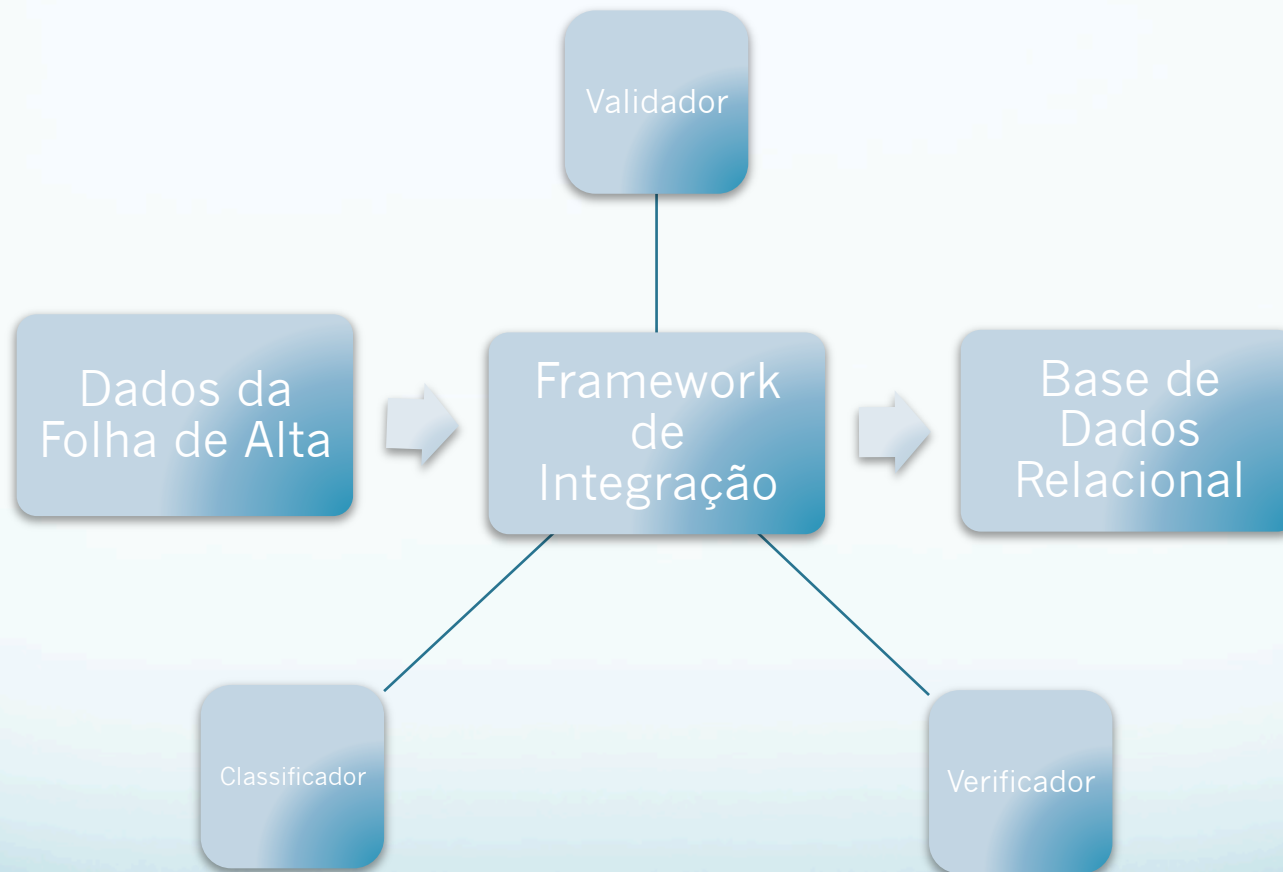 Validador
Dados da
Folha de Alta
Framework
de
Integração
Base de
Dados
Relacional
Classificador
Verificador